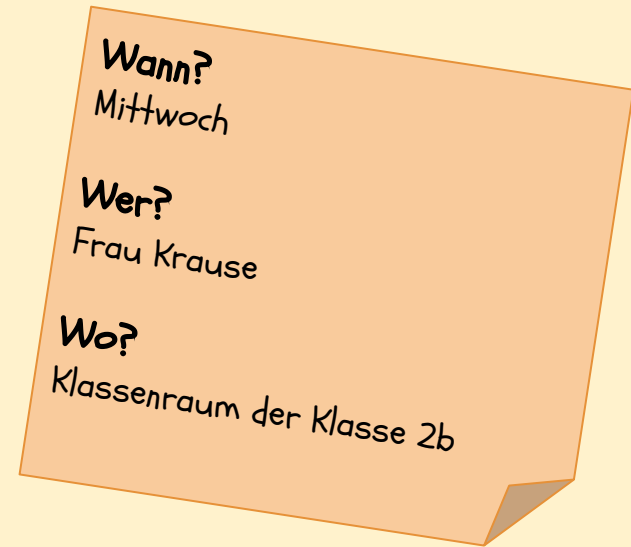 Wann?
Mittwoch
Wer?
Frau Krause
Wo?
Klassenraum der Klasse 2b